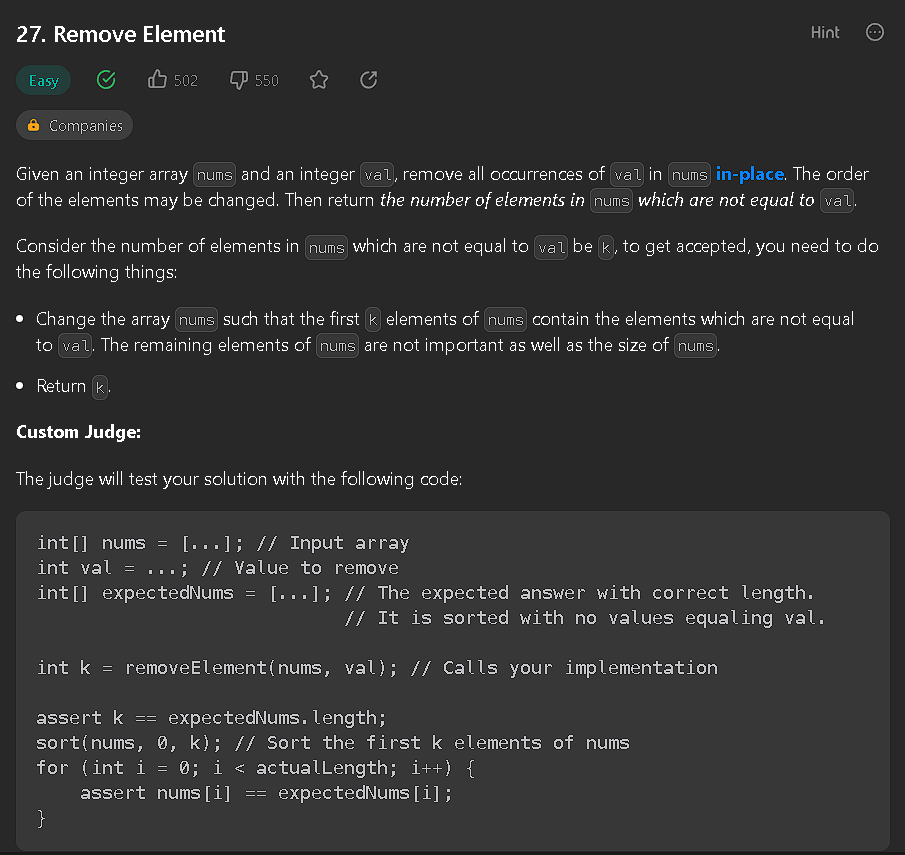 27. Remove Element
Hint
Easy
502
550
Companies
Given an integer array nums and an integer val, remove all occurrences of val in nums in-place. The order
of the elements may be changed. Then return the number of elements in nums which are not equal to val.
Consider the number of elements in nums which are not equal to val be k, to get accepted, you need to do
the following things:
• Change the array nums such that the first k elements of nums contain the elements which are not equal
to val. The remaining elements of nums are not important as well as the size of nums.
• Return k.
Custom Judge:
The judge will test your solution with the following code:
int[] nums = [...]; // Input array
int val = ...; // Value to remove
int[] expectedNums = [...]; // The expected answer with correct length.
                            // It is sorted with no values equaling val.
int k = removeElement(nums, val); // Calls your implementation
assert k == expectedNums.length;
sort(nums, 0, k); // Sort the first k elements of nums
for (int i = 0; i < actualLength; i++) {
    assert nums[i] == expectedNums[i];
}